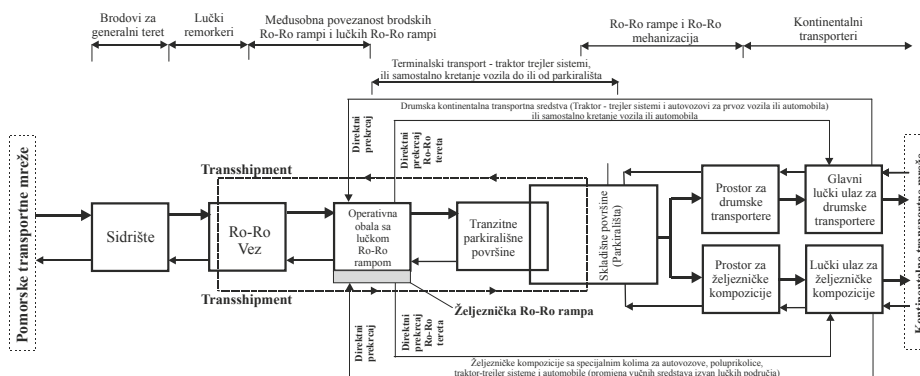 Brodovi za
generalni teret
Lučki
remorkeri
Međusobna povezanost brodskih
Ro-Ro rampi i lučkih Ro-Ro rampi
Ro-Ro rampe i Ro-Ro
mehanizacija
Kontinentalni
transporteri
Terminalski transport - traktor trejler sistemi,
ili samostalno kretanje vozila do ili od parkirališta
Drumska kontinentalna transportna sredstva (Traktor - trejler sistemi i autovozovi za prvoz vozila ili automobila)
ili samostalno kretanje vozila ili automobila
Direktni
prekrcaj
Direktni
prekrcaj
Ro-Ro
tereta
Transshipment
Pomorske transportne mreže
Sidrište
Ro-Ro
Vez
Operativna
obala sa
lučkom
Ro-Ro
rampom
Tranzitne
parkirališne
površine
Skladišne površine
(Parkirališta)
Prostor za
drumske
transportere
Glavni
lučki ulaz za
drumske
transportere
Prostor za
željezničke
kompozicije
Lučki ulaz za
željezničke
kompozicije
Transshipment
Željeznička Ro-Ro rampa
Direktni
prekrcaj
Direktni
prekrcaj
Ro-Ro
tereta
Željezničke kompozicije sa specijalnim kolima za autovozove, poluprikolice,
traktor-trejler sisteme i automobile (promjena vučnih sredstava izvan lučkih područja)